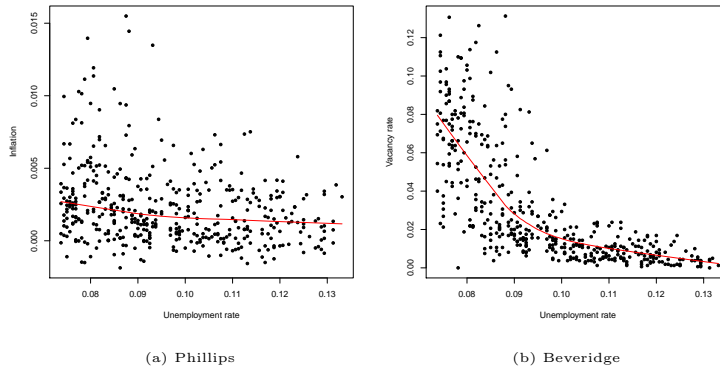 0.015
0.010
0.005
0.000
Inflation
0.08 0.09 0.10 0.11 0.12 0.13
Unemployment rate
(a) Phillips
0.12
0.10
0.08
0.06
0.04
0.02
0.00
Vacancy rate
0.08 0.09 0.10 0.11 0.12 0.13
Unemployment rate
(b) Beveridge